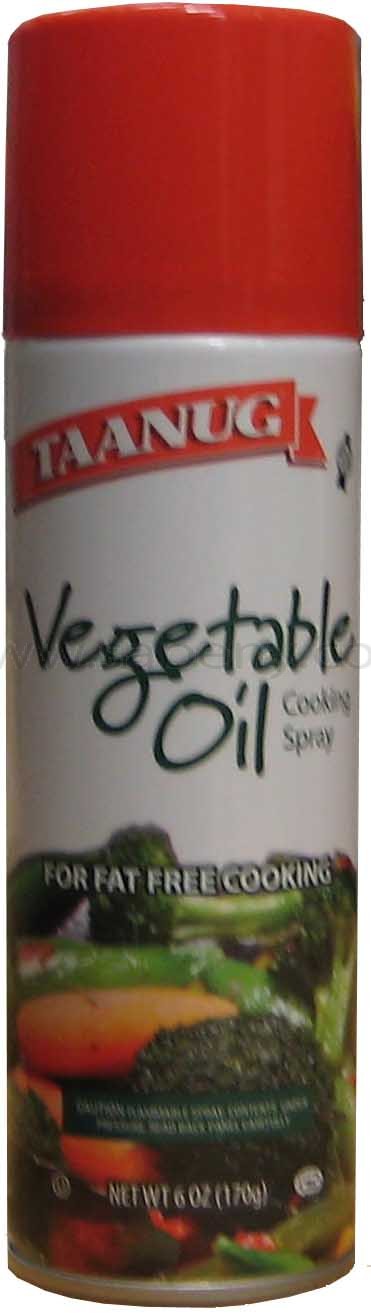 TAANUG
Vegetable
Oil
Cooking
Spray
FOR FAT FREE COOKING
CAUTION: FLAMMABLE SPRAY, CONTENTS UNDER
PRESSURE. READ BACK PANEL CAREFULLY.
NET WT 6 OZ (170g)